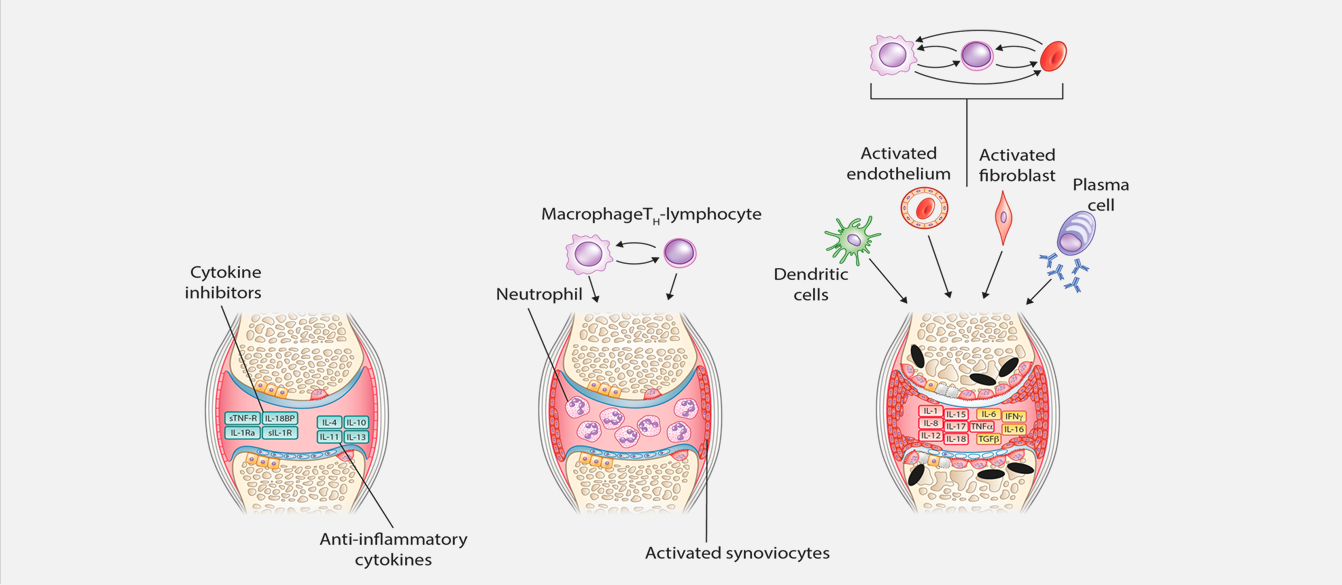 Cytokine
inhibitors
sTNF-R IL-18BP
IL-1Ra sIL-1R
IL-4 IL-10
IL-11 IL-13
Anti-inflammatory
cytokines
MacrophageTH-lymphocyte
Neutrophil
Activated synoviocytes
Activated
endothelium
Activated
fibroblast
Plasma
cell
Dendritic
cells
IL-1 IL-15 IL-6 IFNγ
IL-8 IL-17 TNFα IL-16
IL-12 IL-18 TGFβ